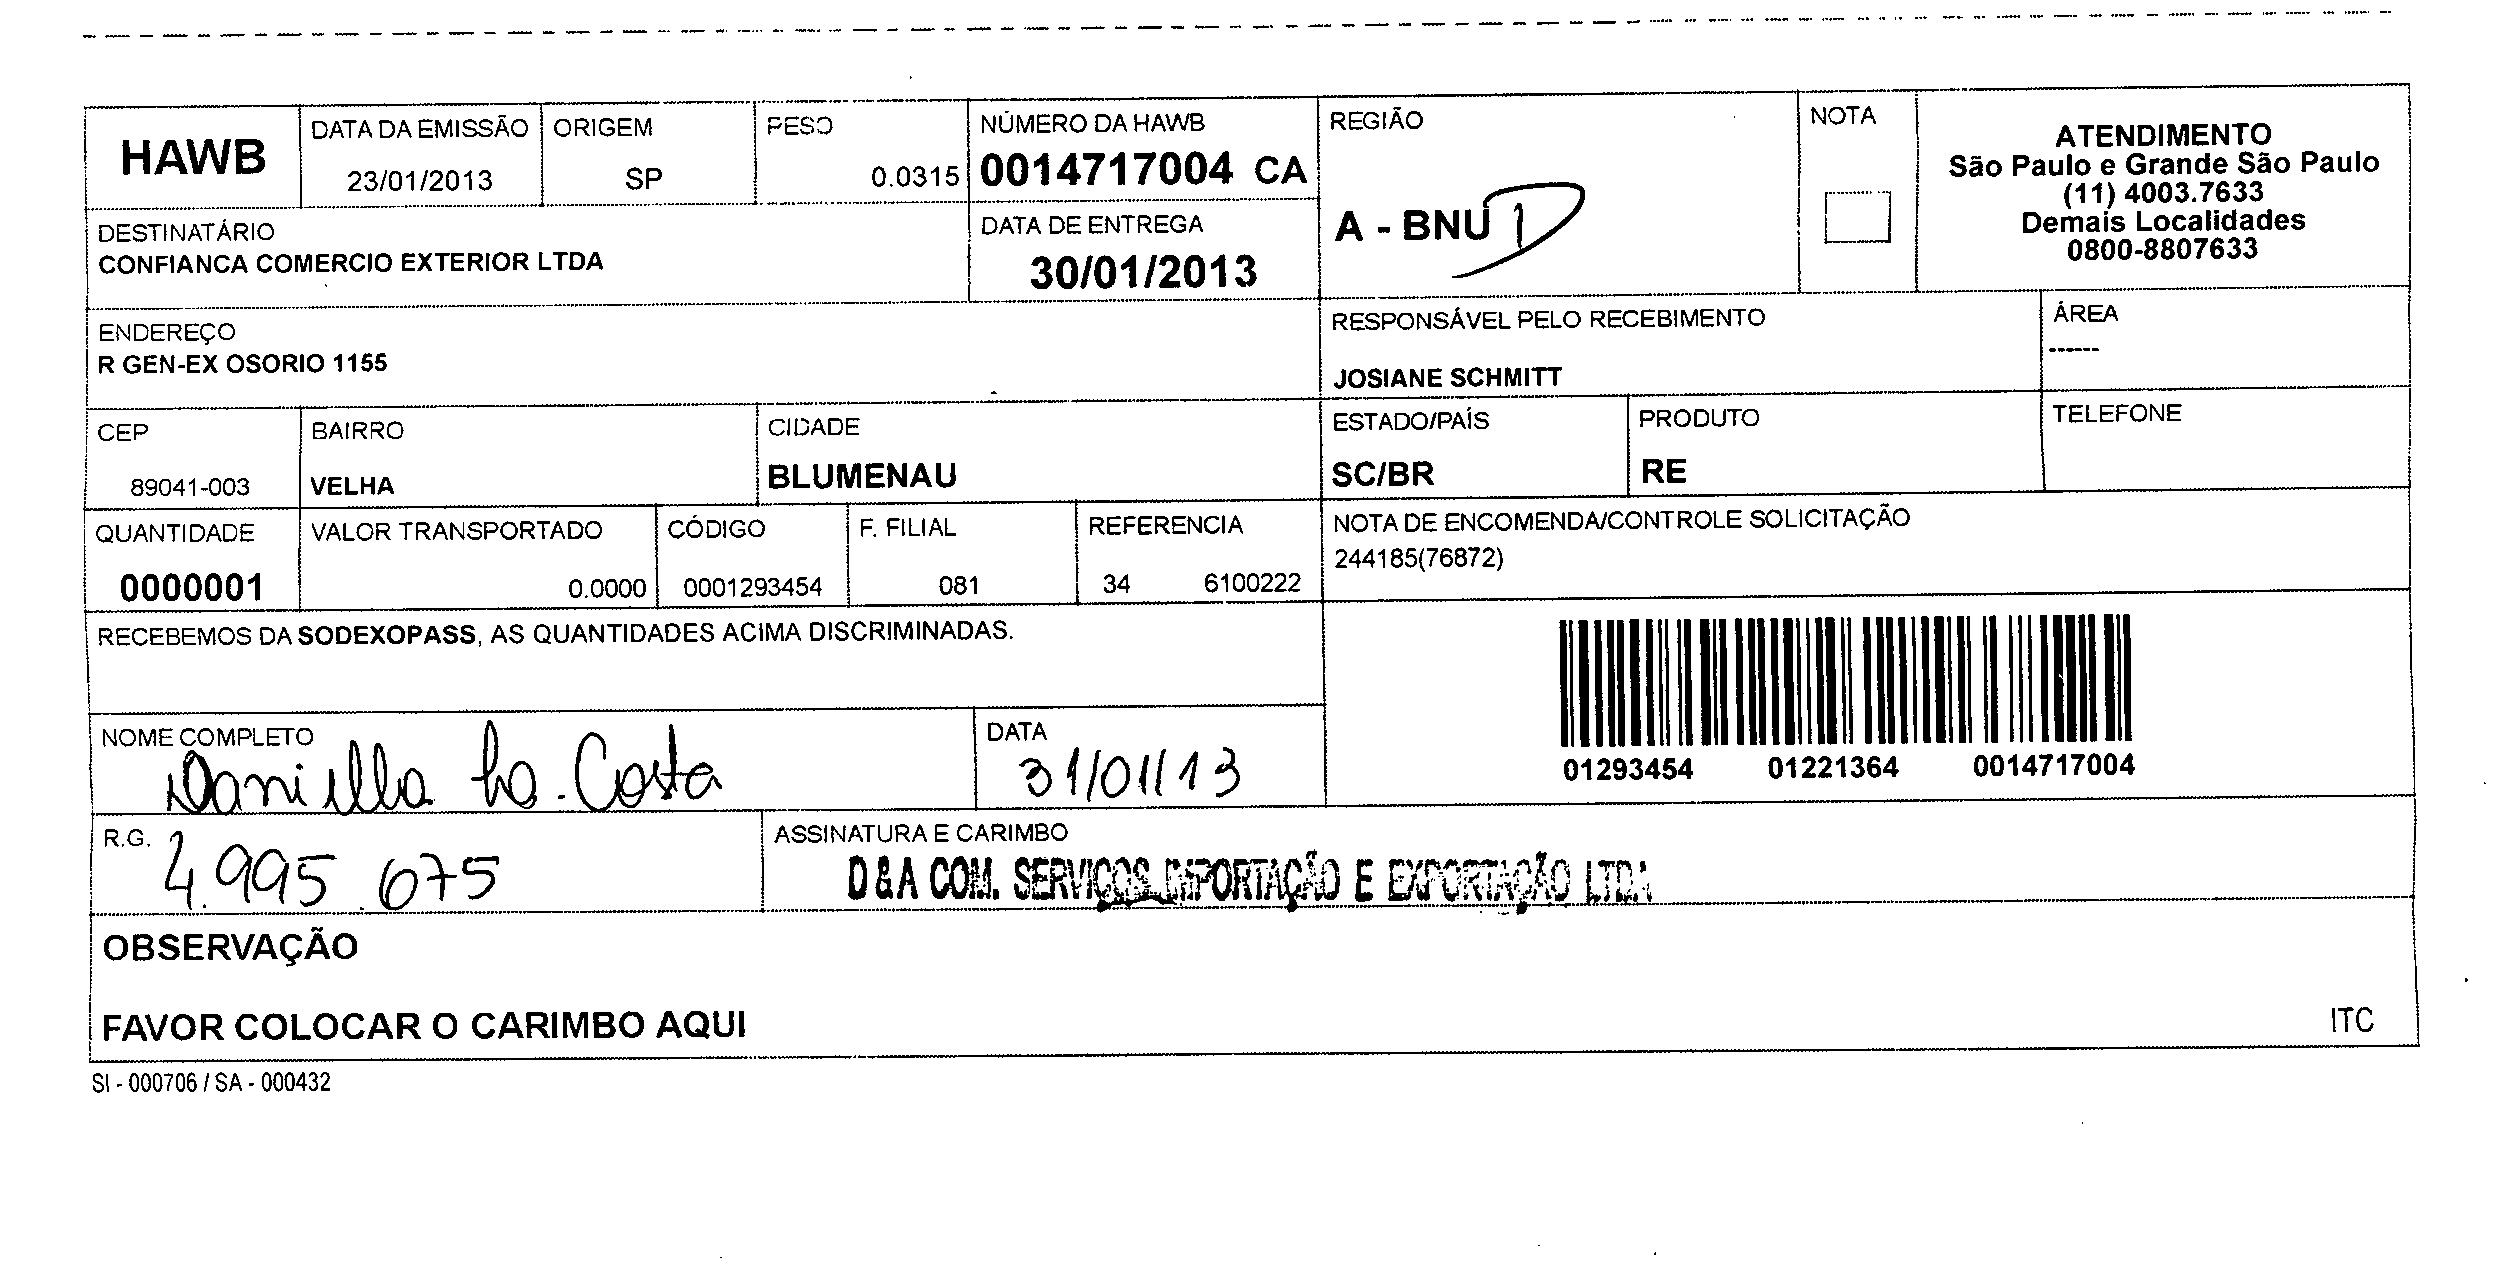 HAWB
DATA DA EMISSÃO
23/01/2013
ORIGEM
SP
PESO
0.0315
NÚMERO DA HAWB
0014717004 CA
REGIÃO
A - BNU
NOTA
ATENDIMENTO
São Paulo e Grande São Paulo
(11) 4003.7633
Demais Localidades
0800-8807633
DESTINATÁRIO
CONFIANCA COMERCIO EXTERIOR LTDA
DATA DE ENTREGA
30/01/2013
ENDEREÇO
R GEN-EX OSORIO 1155
RESPONSÁVEL PELO RECEBIMENTO
JOSIANE SCHMITT
ÁREA
------
CEP
89041-003
BAIRRO
VELHA
CIDADE
BLUMENAU
ESTADO/PAÍS
SC/BR
PRODUTO
RE
TELEFONE
QUANTIDADE
0000001
VALOR TRANSPORTADO
0.0000
CÓDIGO
0001293454
F. FILIAL
081
REFERENCIA
34 6100222
NOTA DE ENCOMENDA/CONTROLE SOLICITAÇÃO
244185(76872)
RECEBEMOS DA SODEXOPASS, AS QUANTIDADES ACIMA DISCRIMINADAS.
01293454 01221364 0014717004
NOME COMPLETO
Daniella Costa
DATA
31/01/13
R.G.
4.995.675
ASSINATURA E CARIMBO
D & A COM. SERVIÇOS IMPORTAÇÃO E EXPORTAÇÃO LTDA
OBSERVAÇÃO
FAVOR COLOCAR O CARIMBO AQUI
ITC
SI - 000706 / SA - 000432